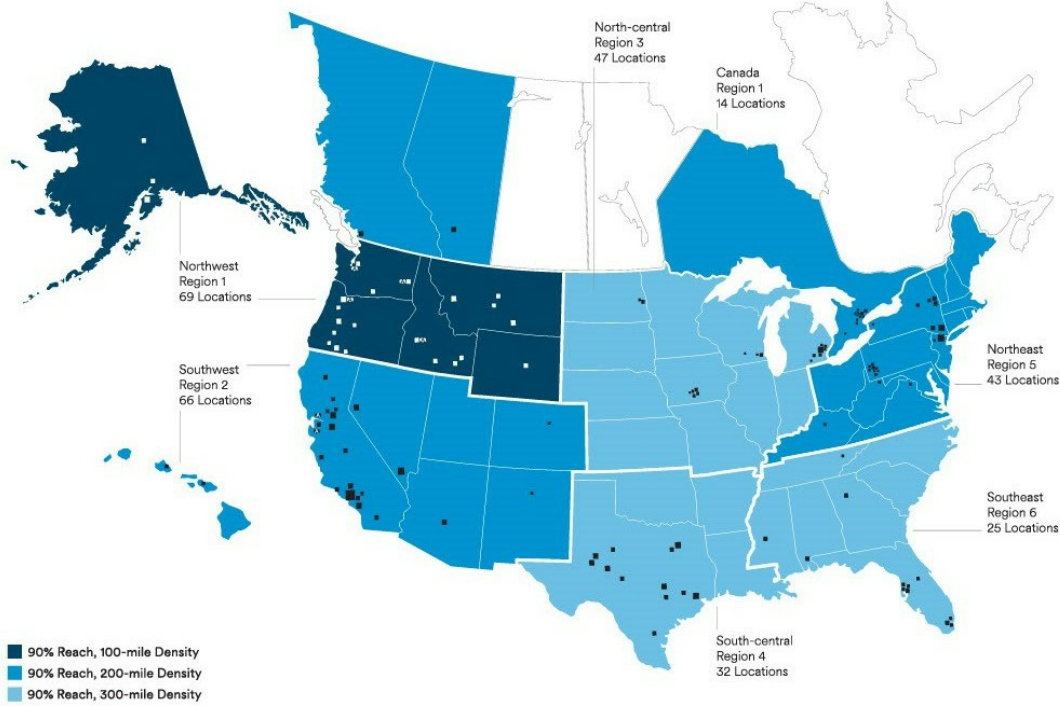 North-central
Region 3
47 Locations
Canada
Region 1
14 Locations
Northwest
Region 1
69 Locations
Southwest
Region 2
66 Locations
Northeast
Region 5
43 Locations
Southeast
Region 6
25 Locations
South-central
Region 4
32 Locations
90% Reach, 100-mile Density
90% Reach, 200-mile Density
90% Reach, 300-mile Density